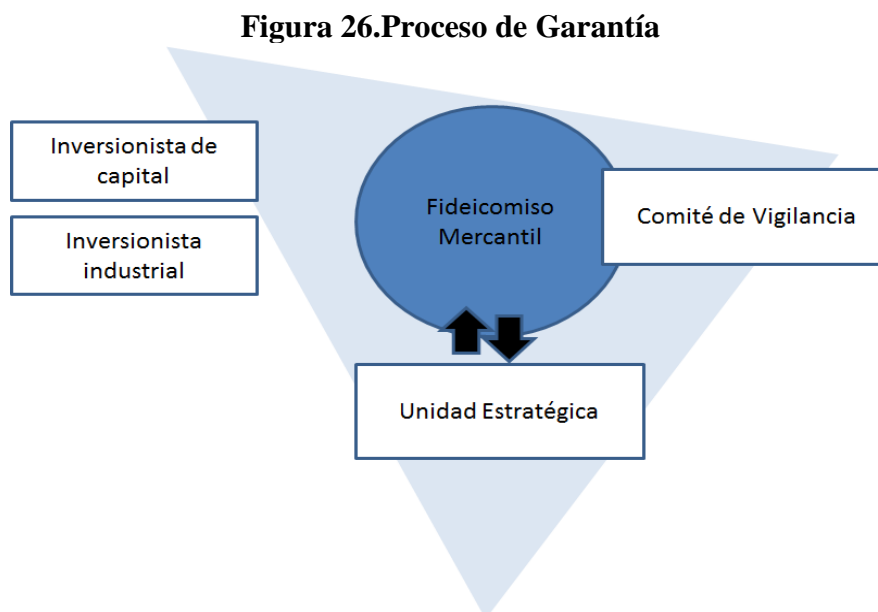 Figura 26.Proceso de Garantía
Inversionista de
capital
Inversionista
industrial
Fideicomiso
Mercantil
Comité de Vigilancia
Unidad Estratégica